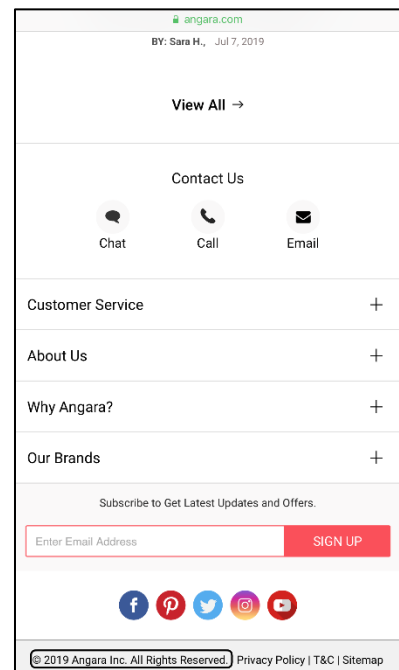 angara.com
BY: Sara H., Jul 7, 2019
View All →
Contact Us
Chat Call Email
Customer Service +
About Us +
Why Angara? +
Our Brands +
Subscribe to Get Latest Updates and Offers.
Enter Email Address SIGN UP
© 2019 Angara Inc. All Rights Reserved. Privacy Policy | T&C | Sitemap